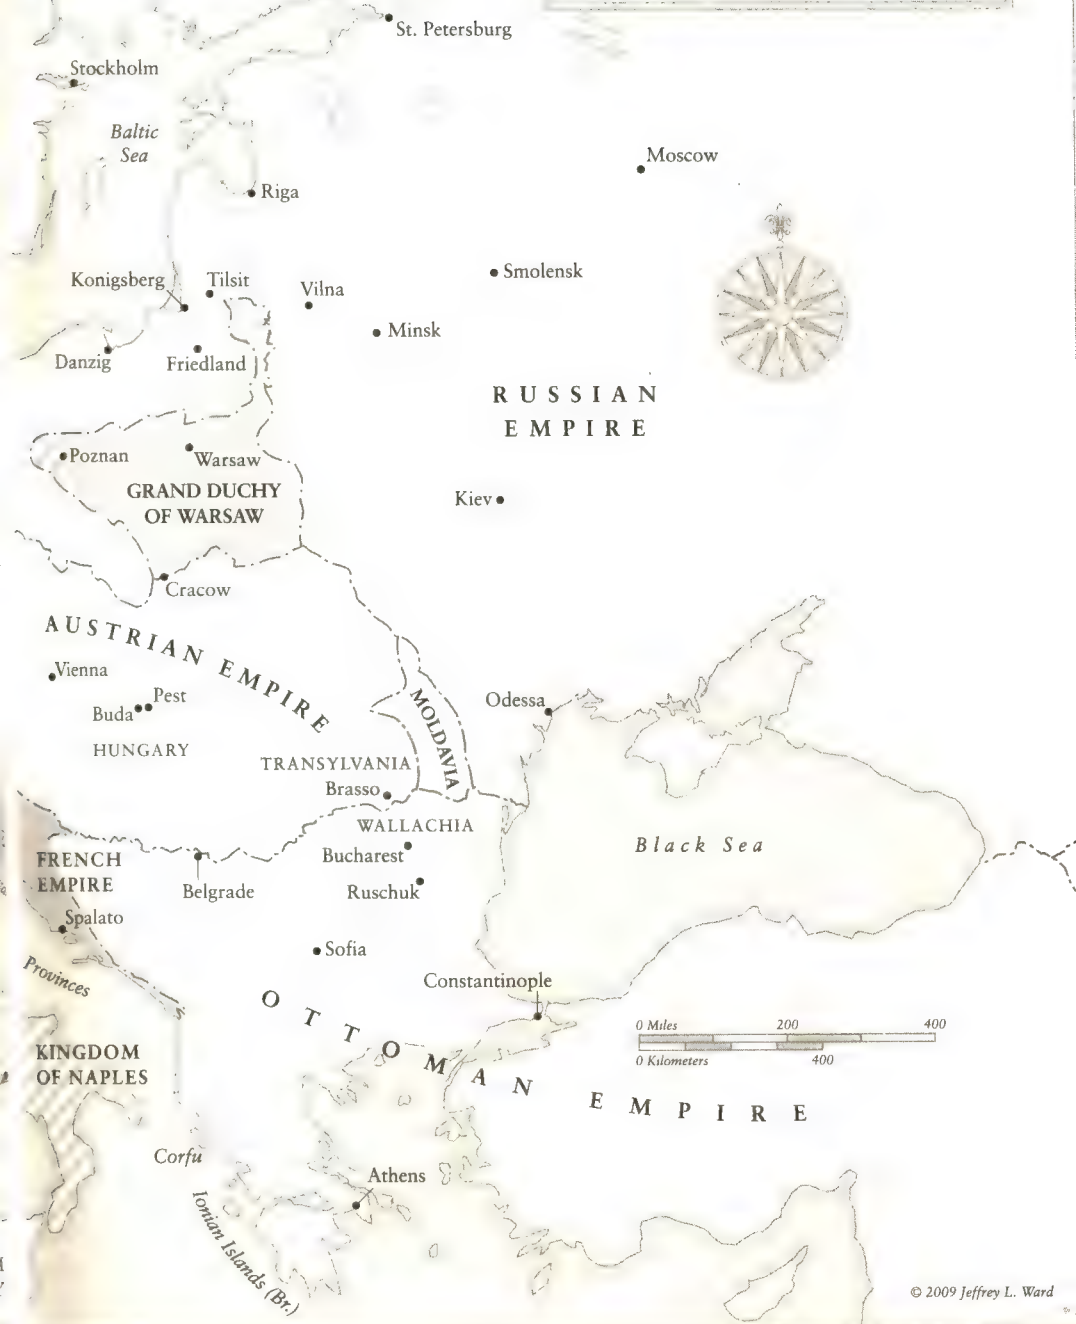 St. Petersburg
Stockholm
Baltic
Sea
Moscow
Riga
Smolensk
Konigsberg
Tilsit
Vilna
Minsk
Danzig
Friedland
RUSSIAN
EMPIRE
Poznan
Warsaw
GRAND DUCHY
OF WARSAW
Kiev
Cracow
AUSTRIAN EMPIRE
Vienna
Pest
Buda
HUNGARY
MOLDAVIA
Odessa
TRANSYLVANIA
Brasso
WALLACHIA
Bucharest
Black Sea
FRENCH
EMPIRE
Belgrade
Ruschuk
Spalato
Sofia
Provinces
Constantinople
OTTOMAN EMPIRE
0 Miles 200 400
0 Kilometers 400
KINGDOM
OF NAPLES
Corfu
Athens
Ionian Islands (Br.)
© 2009 Jeffrey L. Ward